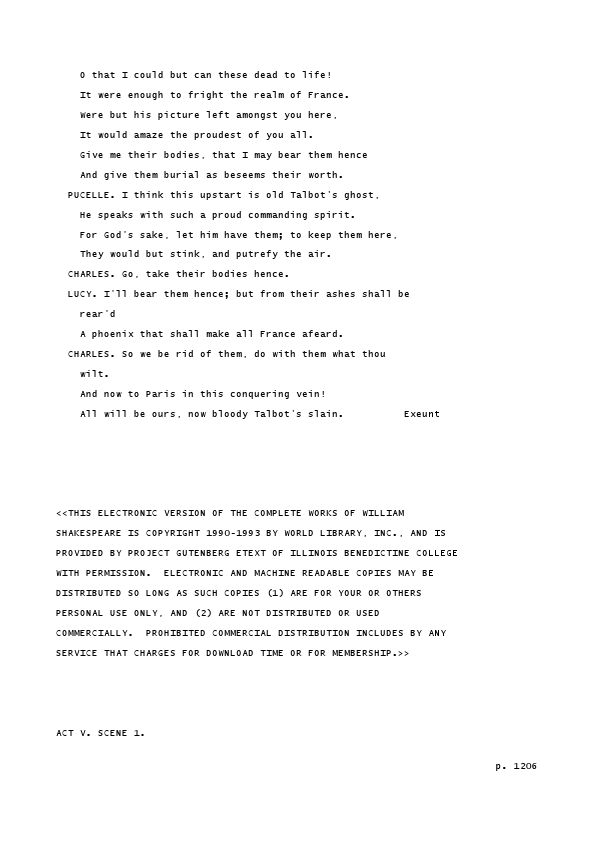 O that I could but can these dead to life!
It were enough to fright the realm of France.
Were but his picture left amongst you here,
It would amaze the proudest of you all.
Give me their bodies, that I may bear them hence
And give them burial as beseems their worth.
PUCELLE. I think this upstart is old Talbot's ghost,
He speaks with such a proud commanding spirit.
For God's sake, let him have them; to keep them here,
They would but stink, and putrefy the air.
CHARLES. Go, take their bodies hence.
LUCY. I'll bear them hence; but from their ashes shall be
rear'd
A phoenix that shall make all France afeard.
CHARLES. So we be rid of them, do with them what thou
wilt.
And now to Paris in this conquering vein!
All will be ours, now bloody Talbot's slain. Exeunt
<<THIS ELECTRONIC VERSION OF THE COMPLETE WORKS OF WILLIAM
SHAKESPEARE IS COPYRIGHT 1990-1993 BY WORLD LIBRARY, INC., AND IS
PROVIDED BY PROJECT GUTENBERG ETEXT OF ILLINOIS BENEDICTINE COLLEGE
WITH PERMISSION. ELECTRONIC AND MACHINE READABLE COPIES MAY BE
DISTRIBUTED SO LONG AS SUCH COPIES (1) ARE FOR YOUR OR OTHERS
PERSONAL USE ONLY, AND (2) ARE NOT DISTRIBUTED OR USED
COMMERCIALLY. PROHIBITED COMMERCIAL DISTRIBUTION INCLUDES BY ANY
SERVICE THAT CHARGES FOR DOWNLOAD TIME OR FOR MEMBERSHIP.>>
ACT V. SCENE 1.
p. 1206